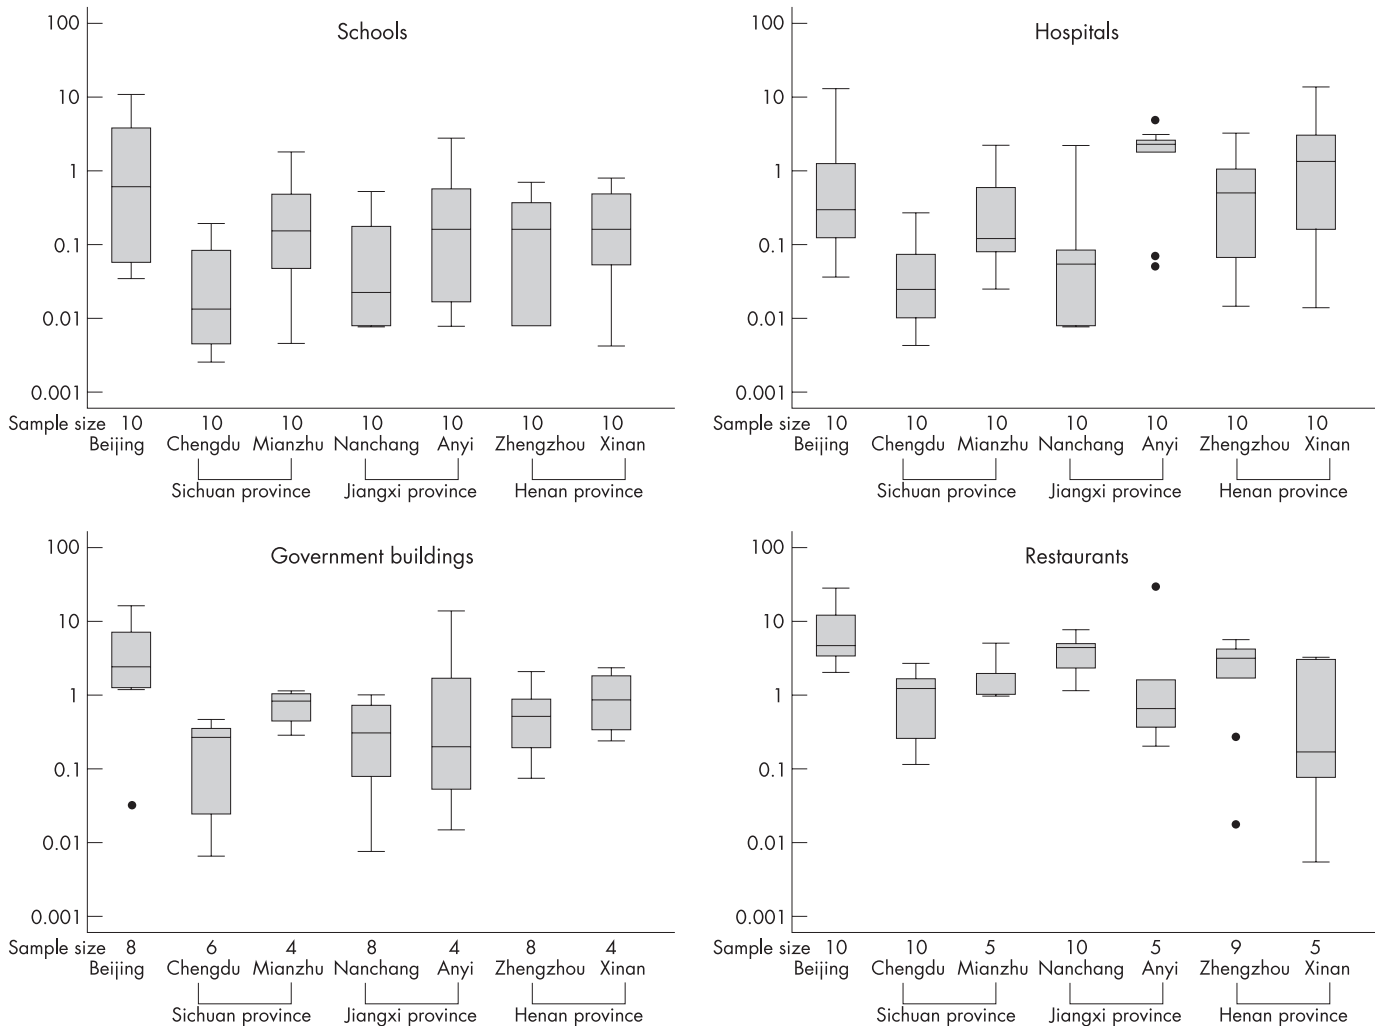 Schools
100
10
1
0.1
0.01
0.001
Sample size 10 10 10 10 10 10 10
Beijing Chengdu Mianzhu Nanchang Anyi Zhengzhou Xinan
Sichuan province Jiangxi province Henan province
Hospitals
100
10
1
0.1
0.01
0.001
Sample size 10 10 10 10 10 10 10
Beijing Chengdu Mianzhu Nanchang Anyi Zhengzhou Xinan
Sichuan province Jiangxi province Henan province
Government buildings
100
10
1
0.1
0.01
0.001
Sample size 8 6 4 8 4 8 4
Beijing Chengdu Mianzhu Nanchang Anyi Zhengzhou Xinan
Sichuan province Jiangxi province Henan province
Restaurants
100
10
1
0.1
0.01
0.001
Sample size 10 10 5 10 5 9 5
Beijing Chengdu Mianzhu Nanchang Anyi Zhengzhou Xinan
Sichuan province Jiangxi province Henan province